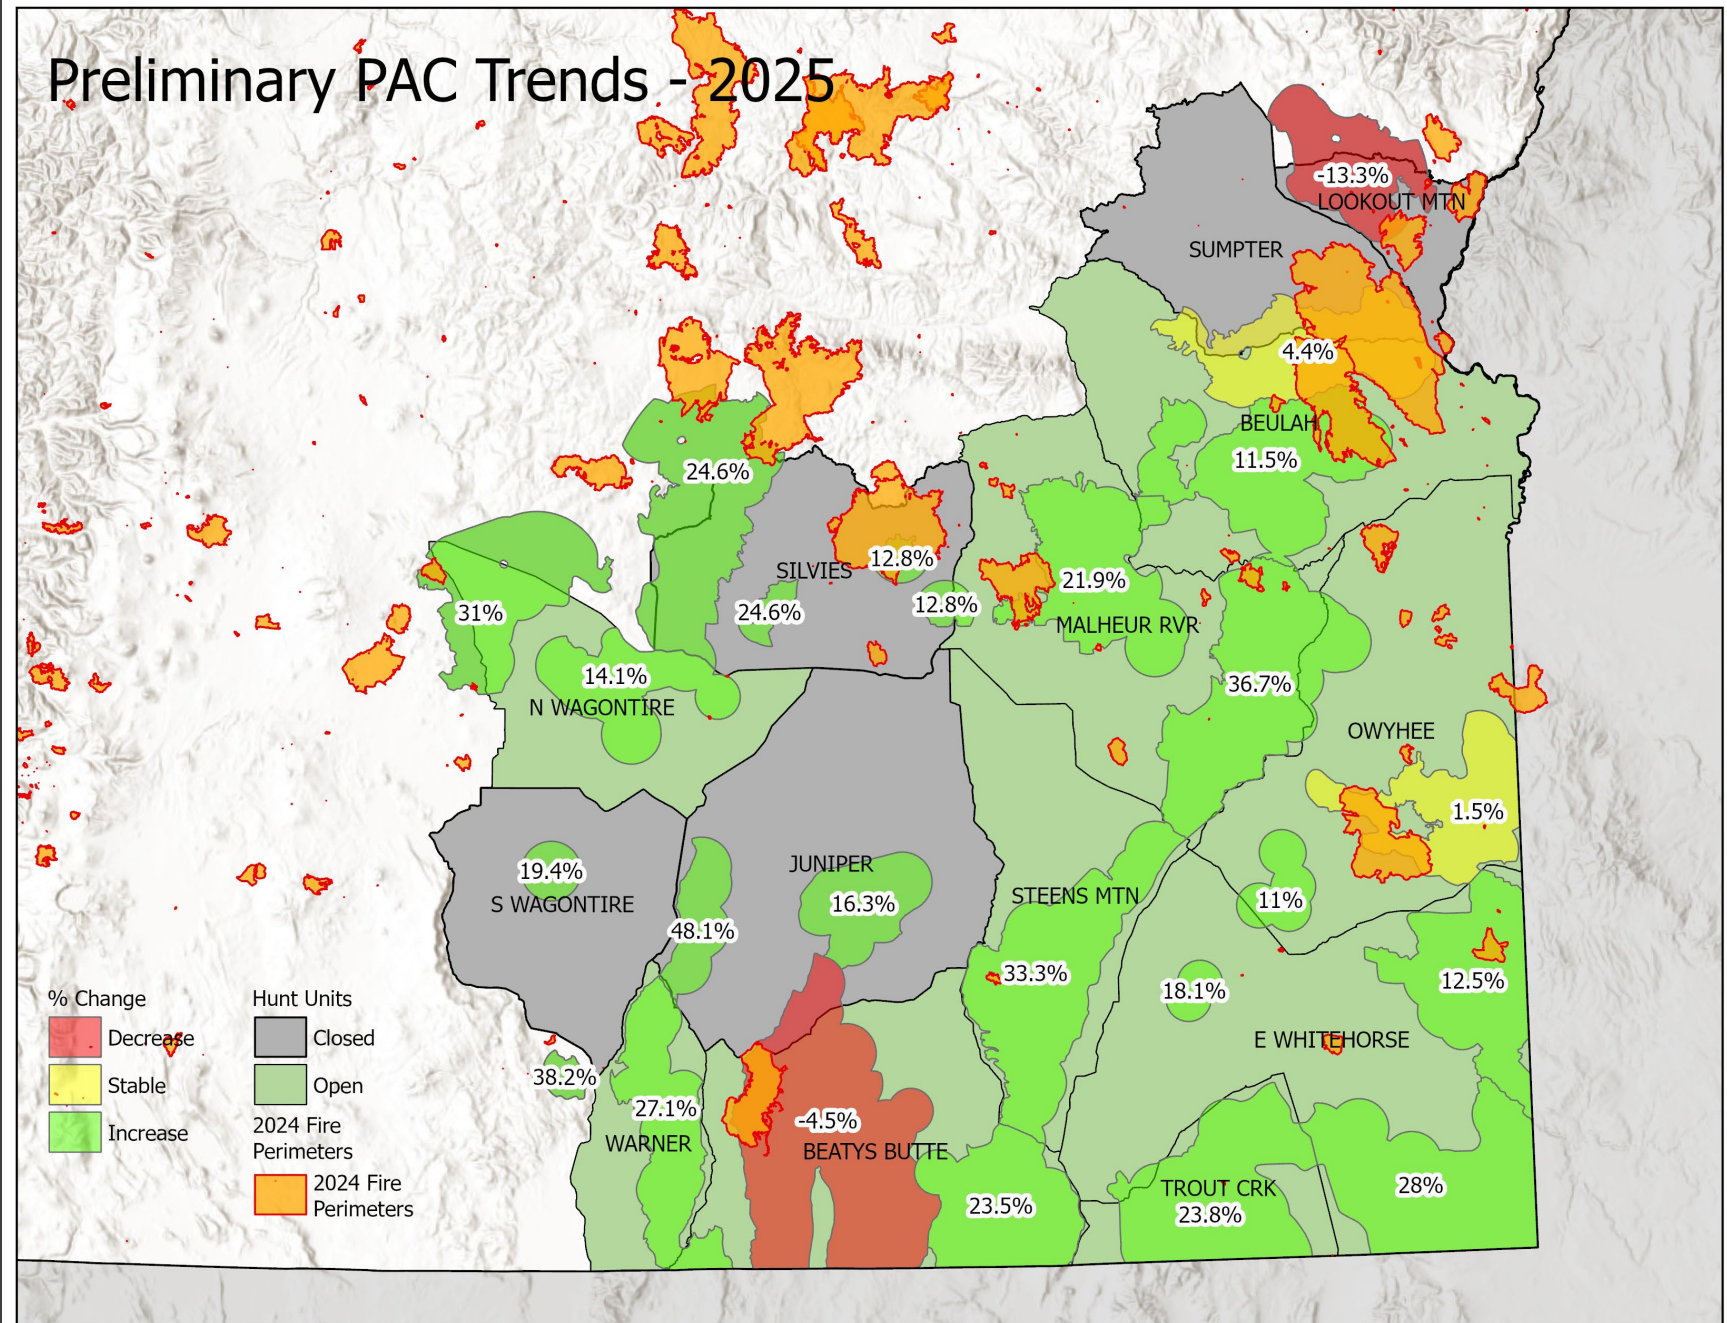 Preliminary PAC Trends - 2025
-13.3%
LOOKOUT MTN
SUMPTER
4.4%
BEULAH
11.5%
24.6%
SILVIES
12.8%
24.6%
12.8%
21.9%
MALHEUR RVR
31%
14.1%
N WAGONTIRE
36.7%
OWYHEE
1.5%
19.4%
S WAGONTIRE
JUNIPER
16.3%
48.1%
STEENS MTN
11%
33.3%
18.1%
12.5%
E WHITEHORSE
38.2%
27.1%
WARNER
-4.5%
BEATYS BUTTE
23.5%
TROUT CRK
23.8%
28%
% Change
Decrease
Stable
Increase
Hunt Units
Closed
Open
2024 Fire
Perimeters
2024 Fire
Perimeters